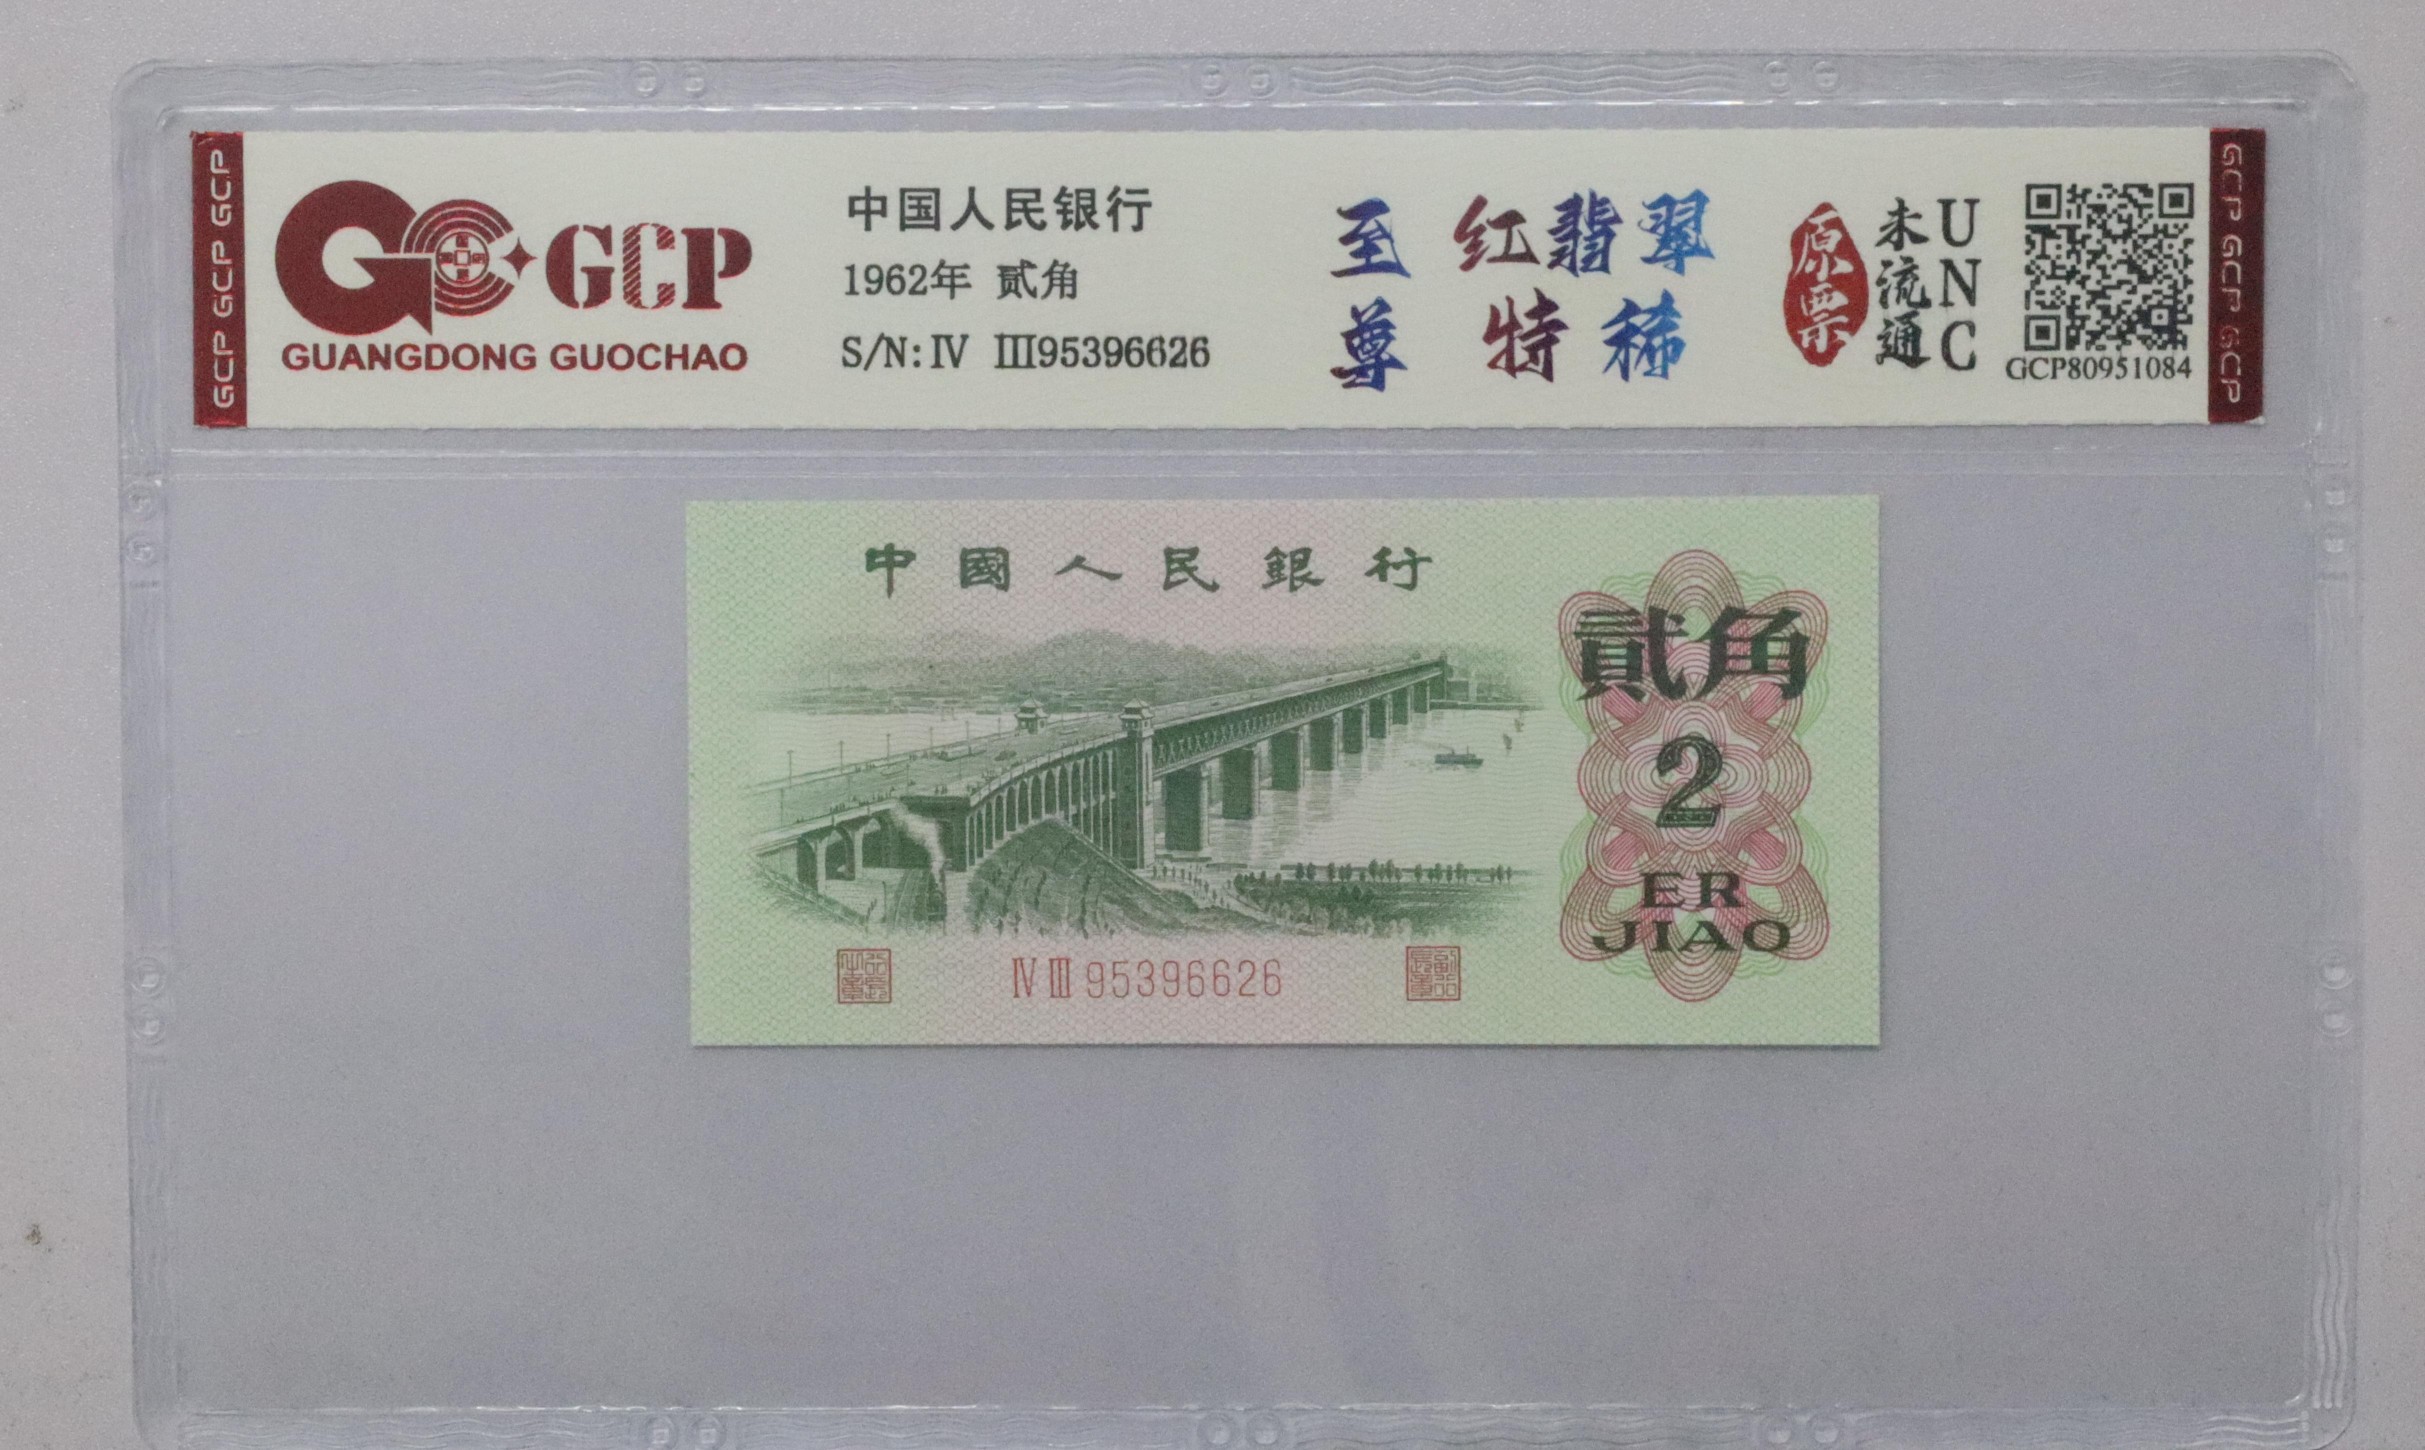 GCP GCP GCP
GCP
GUANGDONG GUOCHAO
中国人民银行
1962年 贰角
S/N: IV III95396626
至尊
红翡翠
特稀
原票
未流通
UNC
GCP80951084
GCP GCP GCP
中國人民銀行
貳角
2
ER
JIAO
IV III 95396626